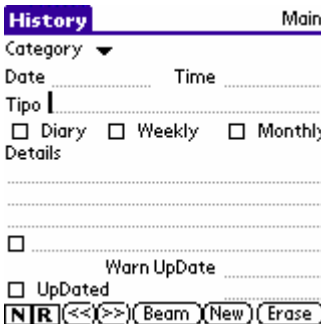 History Main
Category
Date Time
Tipo
Diary Weekly Monthly
Details
Warn UpDate
UpDated
N R << >> Beam New Erase